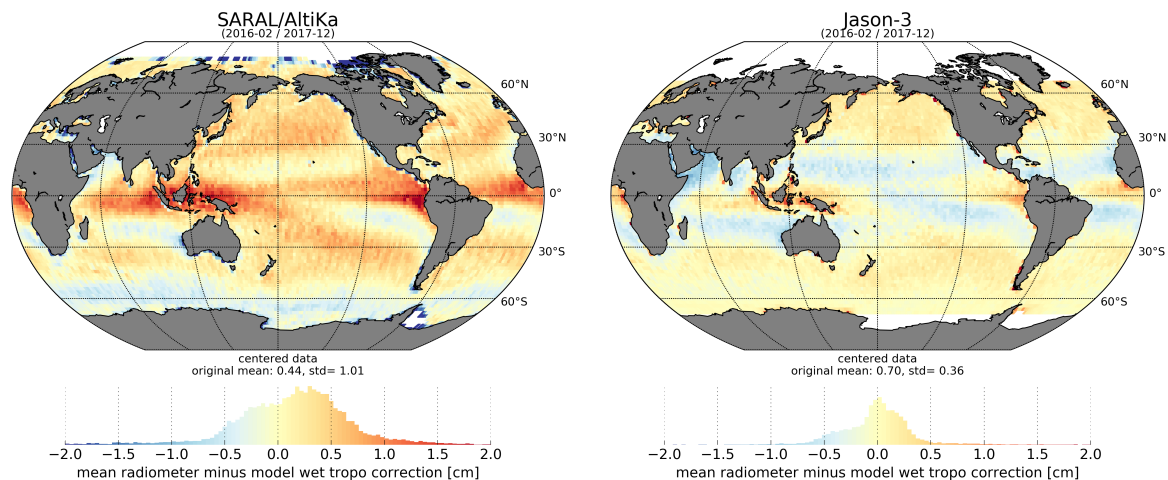 SARAL/AltiKa
(2016-02 / 2017-12)
60°N
30°N
0°
30°S
60°S
centered data
original mean: 0.44, std= 1.01
−2.0 −1.5 −1.0 −0.5 0.0 0.5 1.0 1.5 2.0
mean radiometer minus model wet tropo correction [cm]
Jason-3
(2016-02 / 2017-12)
60°N
30°N
0°
30°S
60°S
centered data
original mean: 0.70, std= 0.36
−2.0 −1.5 −1.0 −0.5 0.0 0.5 1.0 1.5 2.0
mean radiometer minus model wet tropo correction [cm]